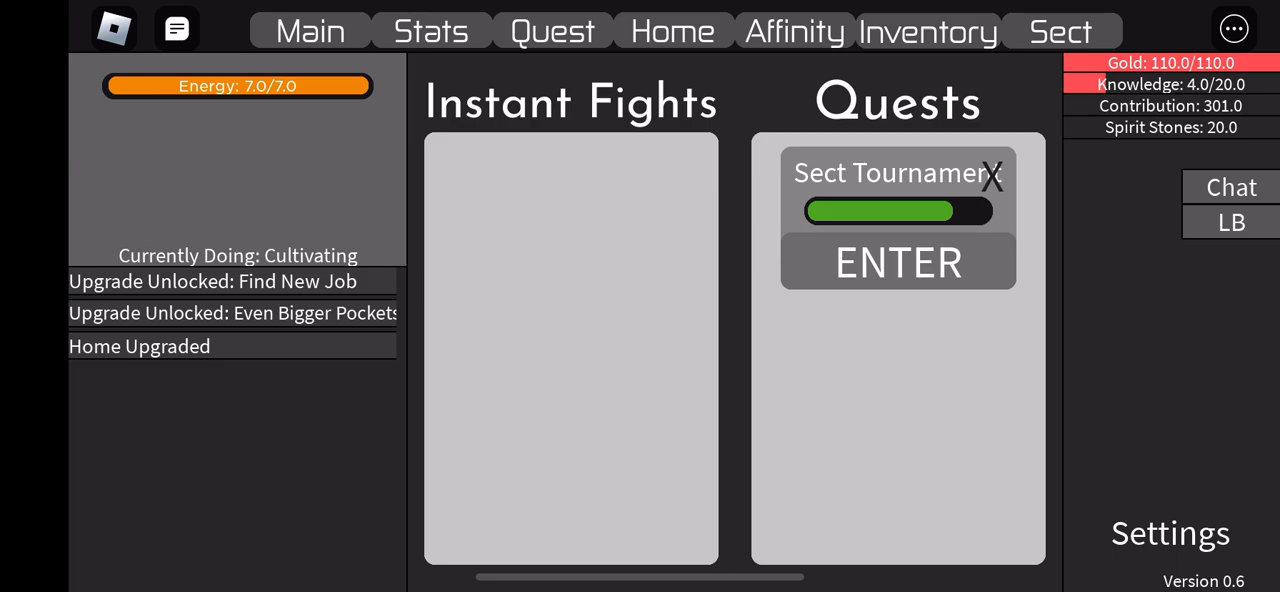 Main
Stats
Quest
Home
Affinity
Inventory
Sect
Energy: 7.0/7.0
Currently Doing: Cultivating
Upgrade Unlocked: Find New Job
Upgrade Unlocked: Even Bigger Pockets
Home Upgraded
Instant Fights
Quests
Sect Tournament
X
ENTER
Gold: 110.0/110.0
Knowledge: 4.0/20.0
Contribution: 301.0
Spirit Stones: 20.0
Chat
LB
Settings
Version 0.6